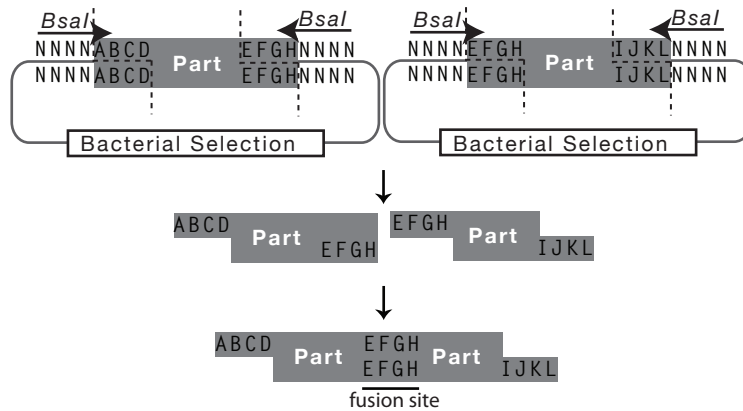 BsaI BsaI BsaI BsaI
NNNNABCD Part EFGHNNNN NNNNEFGH Part IJKLNNNN
NNNNABCD EFGHNNNN NNNNEFGH IJKLNNNN
Bacterial Selection Bacterial Selection
ABCD Part EFGH EFGH Part IJKL
ABCD Part EFGH Part
EFGH IJKL
fusion site